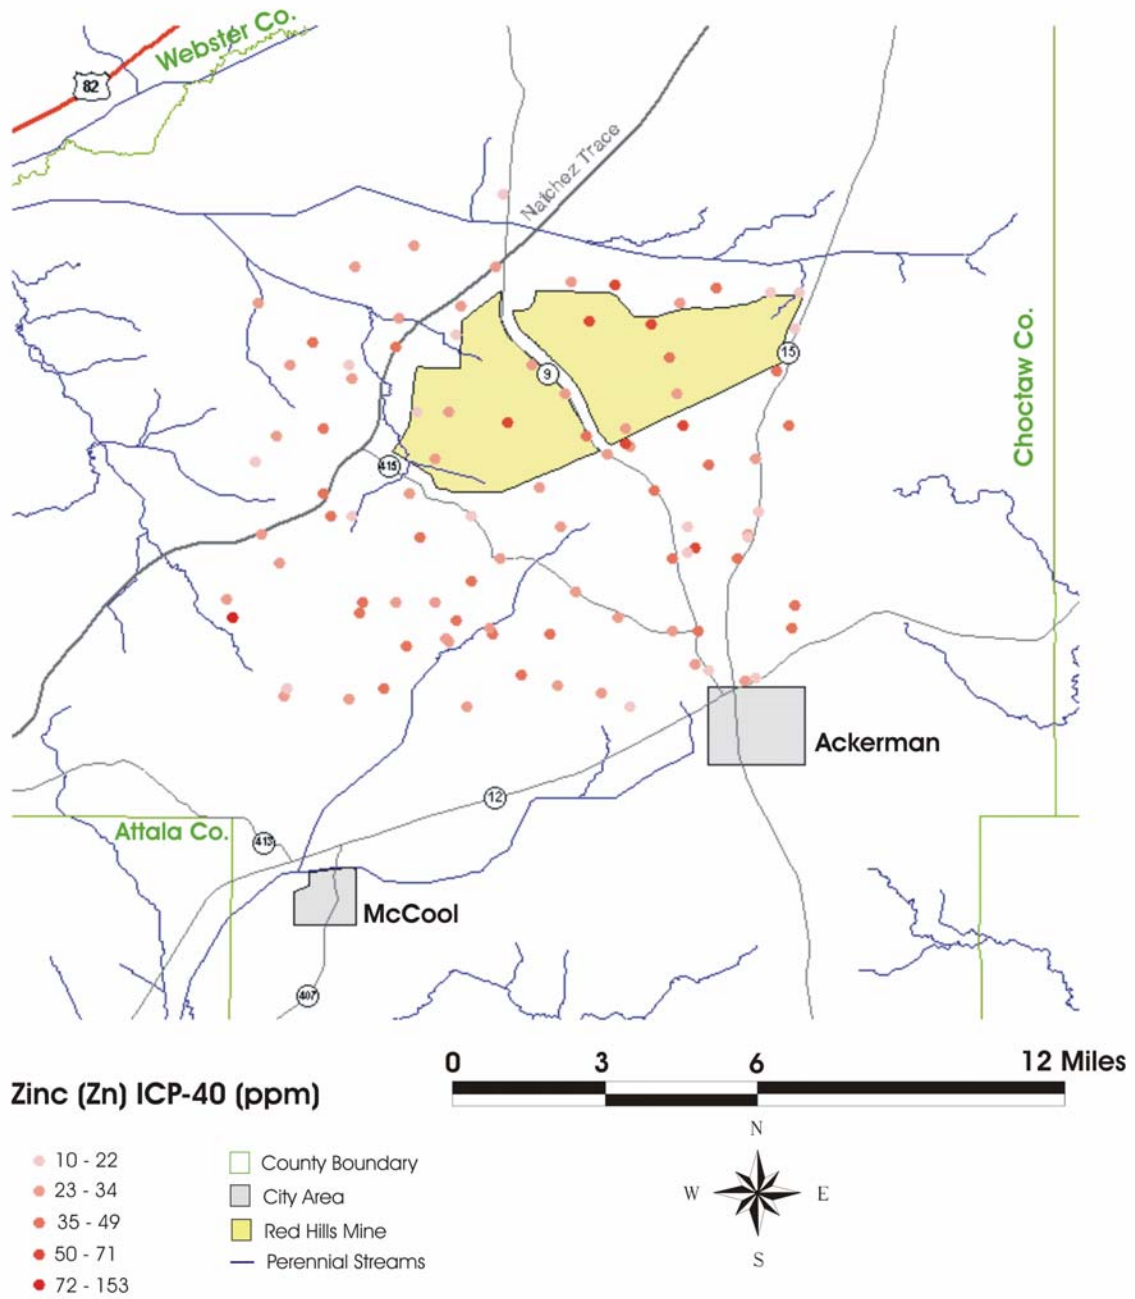 Webster Co.
82
Natchez Trace
Choctaw Co.
15
9
415
Ackerman
12
Attala Co.
413
McCool
407
0 3 6 12 Miles
Zinc (Zn) ICP-40 (ppm)
N
10 - 22
County Boundary
23 - 34
City Area
W E
35 - 49
Red Hills Mine
50 - 71
Perennial Streams
S
72 - 153